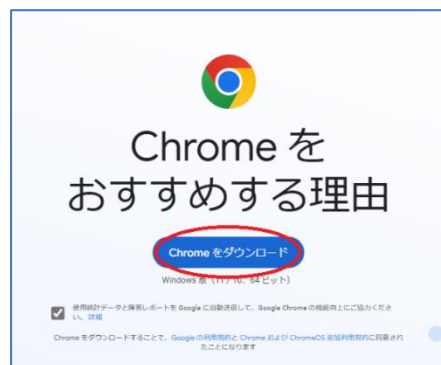 Chrome を
おすすめする理由
Chrome をダウンロード
Windows 版（11 / 10、64 ビット）
使用統計データと障害レポートを Google に自動送信して、Google Chrome の機能向上にご協力くださ
い。詳細
Chrome をダウンロードすることで、Google の利用規約と Chrome および ChromeOS 追加利用規約に同意され
たことになります